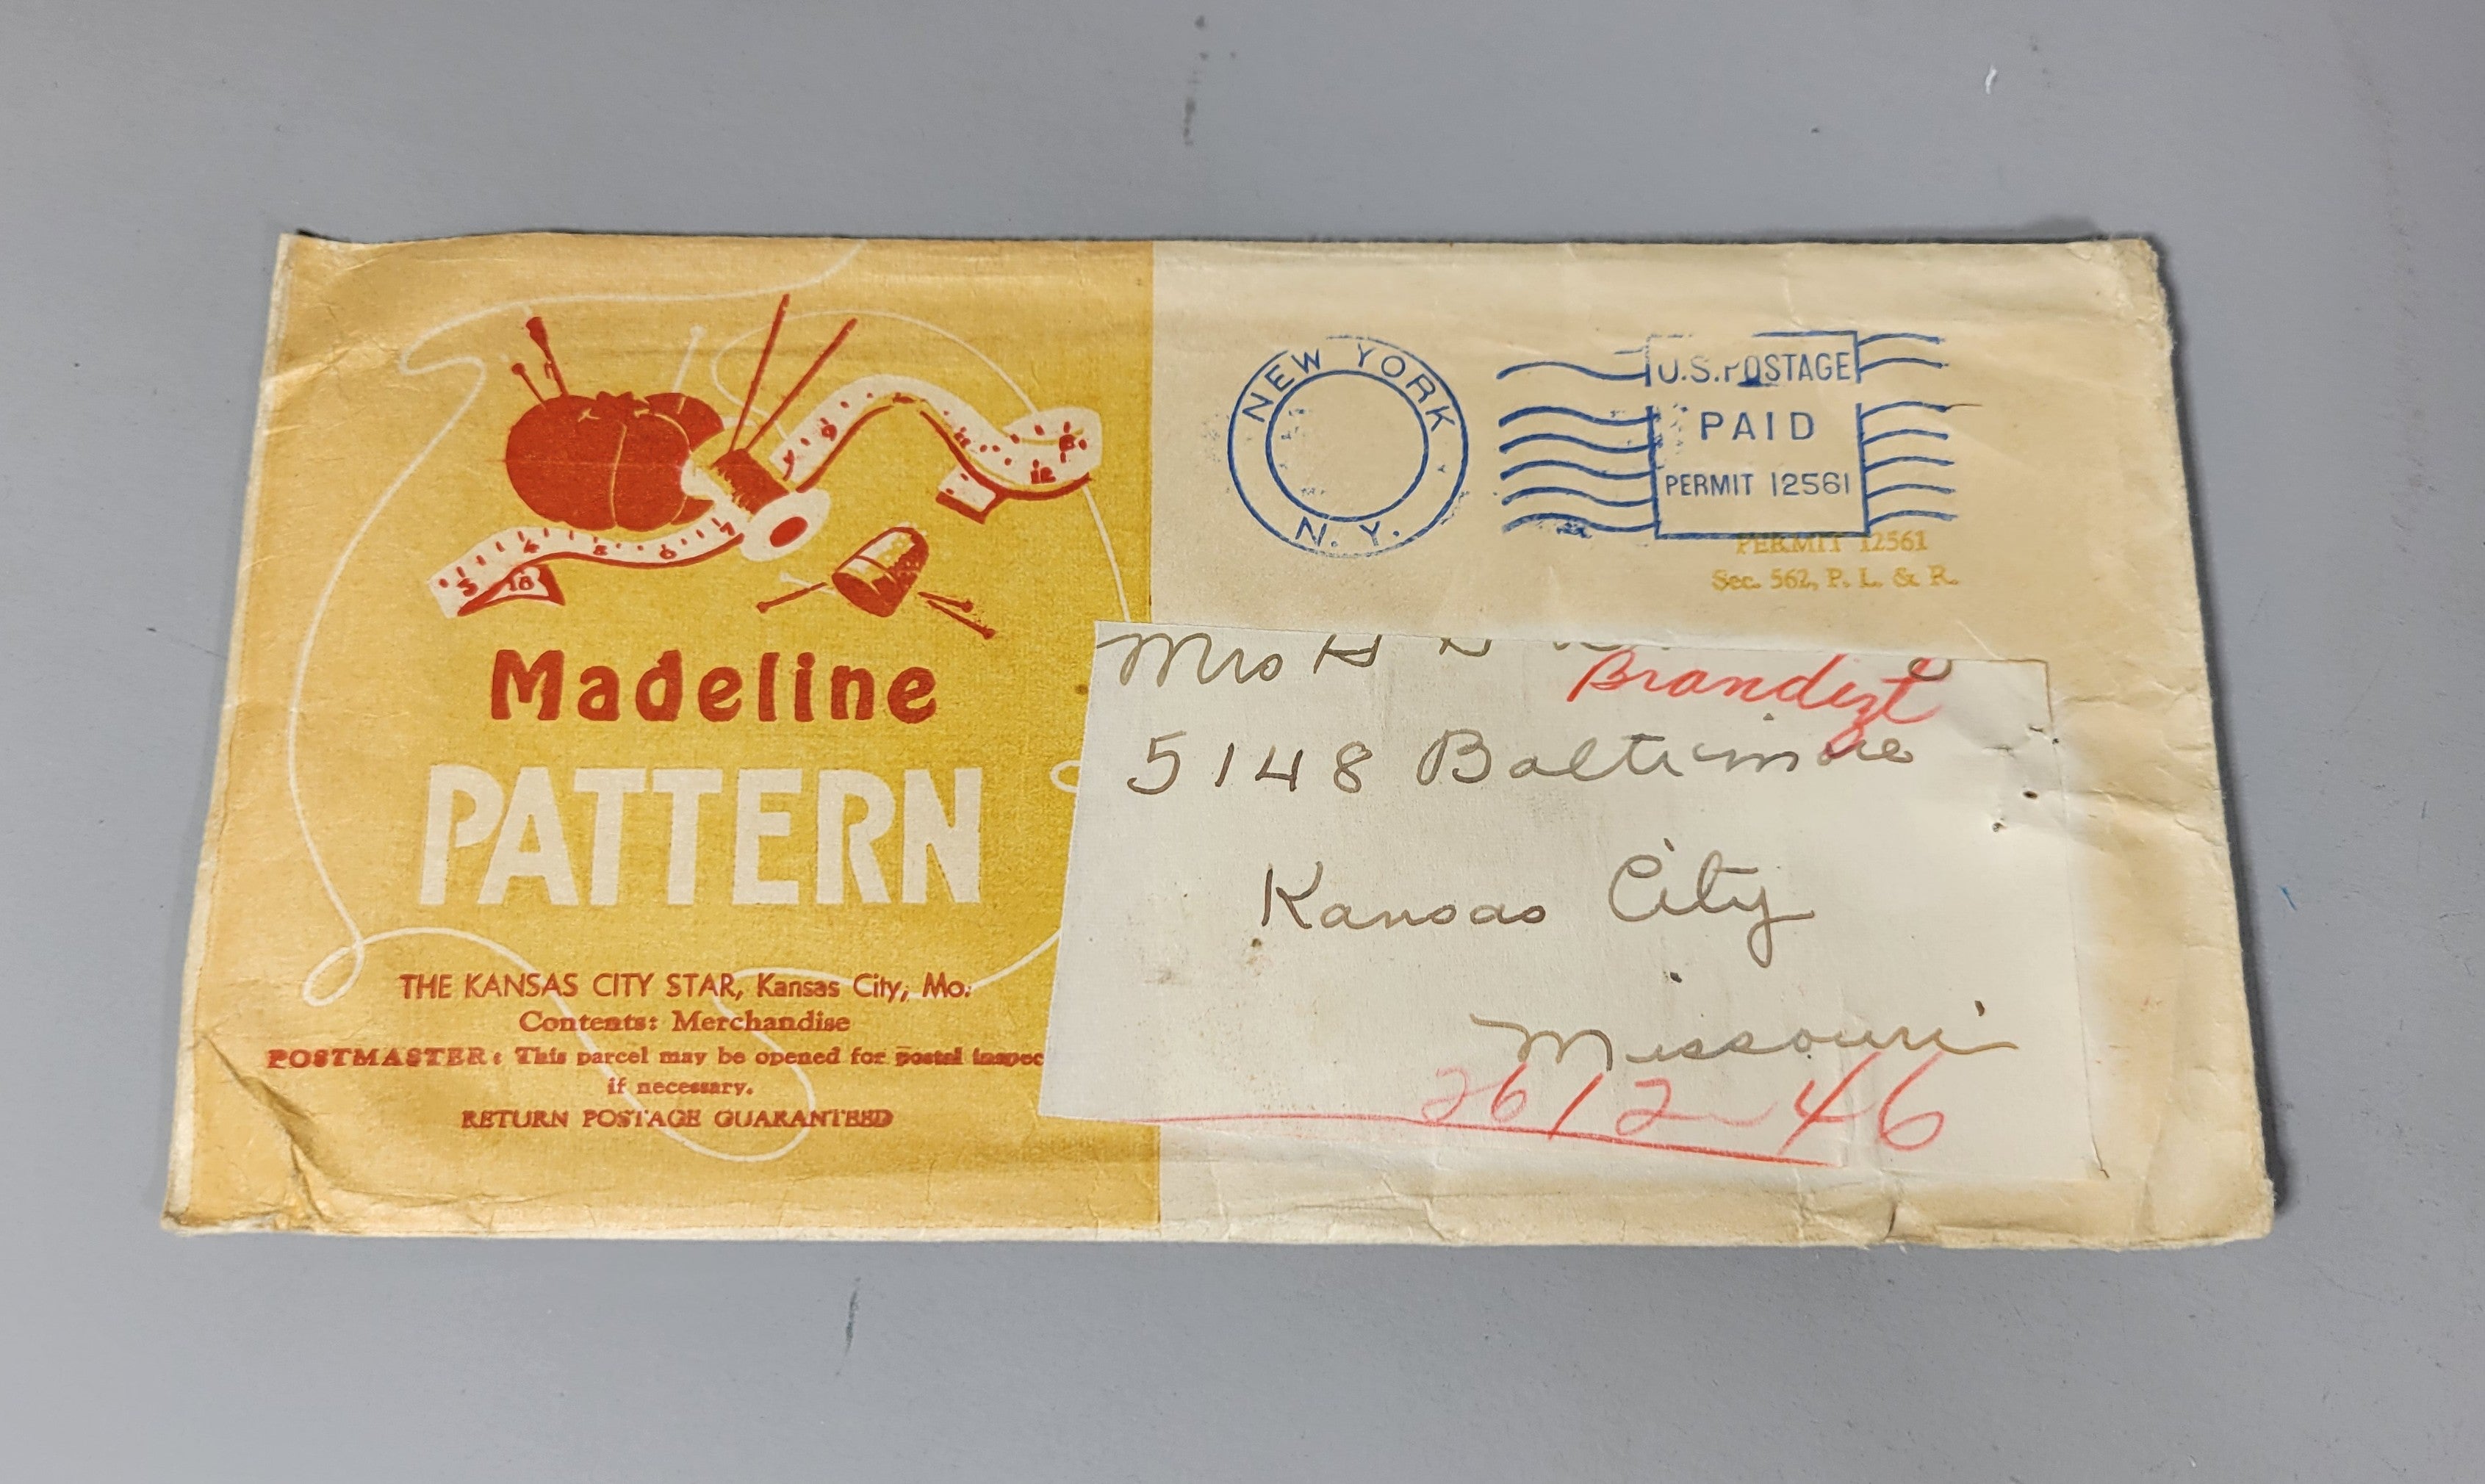 Madeline
PATTERN
THE KANSAS CITY STAR, Kansas City, Mo.
Contents: Merchandise
POSTMASTER: This parcel may be opened for postal inspec
if necessary.
RETURN POSTAGE GUARANTEED
NEW YORK
N. Y.
U.S. POSTAGE
PAID
PERMIT 12561
PERMIT 12561
Sec. 562, P. L. & R.
Mrs H
5148 Baltimore
Kansas City
Missouri
2612-46